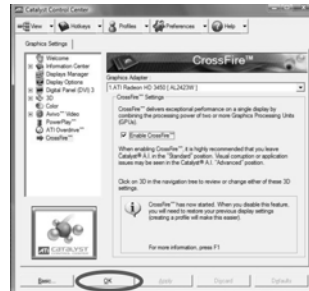 Catalyst Control Center
View
Hotkeys
Profiles
Preferences
Help
Graphics Settings
Welcome
Information Center
Displays Manager
Display Options
Digital Panel (DVI) 3
3D
Color
Avivo™ Video
PowerPlay™
ATI Overdrive™
CrossFire™
CrossFire™
Graphics Adapter:
1.ATI Radeon HD 3450 [ AL2423W ]
CrossFire™ Settings
CrossFire™ delivers exceptional performance on a single display by
combining the processing power of two or more Graphics Processing Units
(GPUs).
Enable CrossFire™
When enabling CrossFire™, it is highly recommended that you leave
Catalyst® A.I. in the "Standard" position. Visual corruption or application
issues may be seen in the Catalyst® A.I. "Advanced" position.
Click on 3D in the navigation tree to review or change either of these 3D
settings.
CrossFire™ has now started. When you disable this feature,
you will need to restore your previous display settings
(creating a profile will make this easier).
For more information, press F1
ATI CATALYST
Basic...
OK
Apply
Discard
Defaults